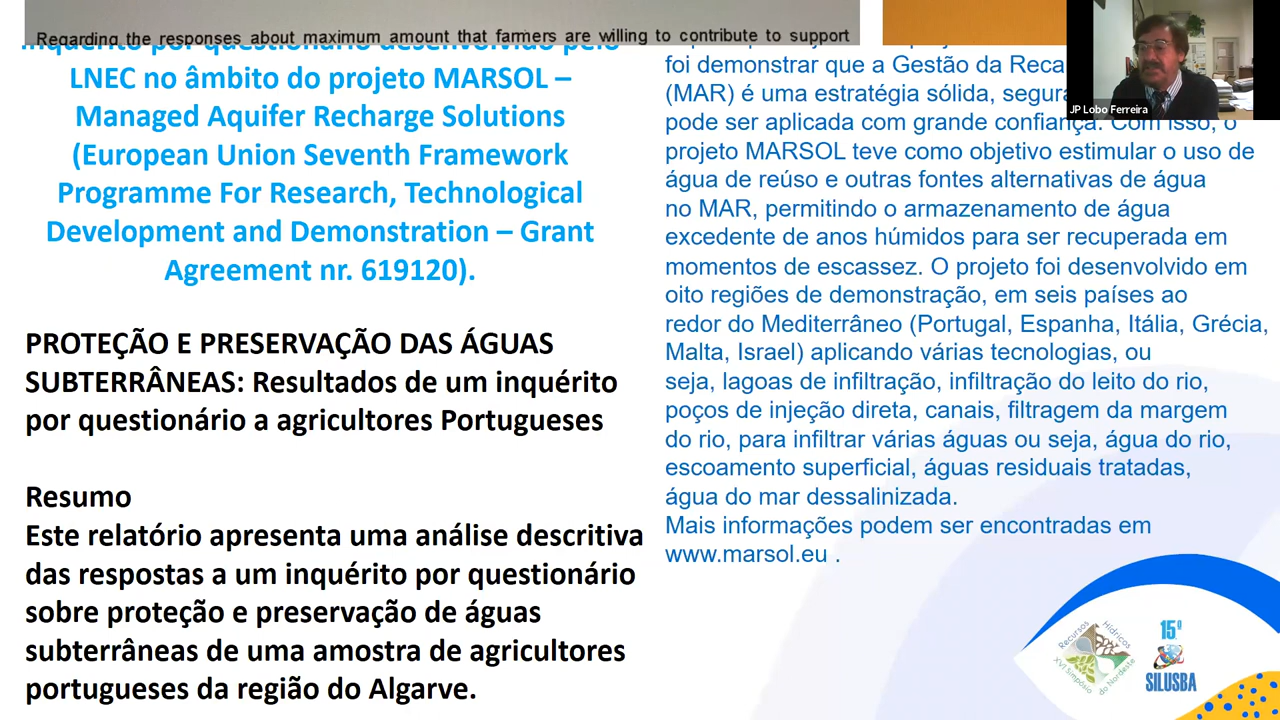 Regarding the responses about maximum amount that farmers are willing to contribute to support
inquérito por questionário desenvolvido pelo
LNEC no âmbito do projeto MARSOL –
Managed Aquifer Recharge Solutions
(European Union Seventh Framework
Programme For Research, Technological
Development and Demonstration – Grant
Agreement nr. 619120).
PROTEÇÃO E PRESERVAÇÃO DAS ÁGUAS
SUBTERRÂNEAS: Resultados de um inquérito
por questionário a agricultores Portugueses
Resumo
Este relatório apresenta uma análise descritiva
das respostas a um inquérito por questionário
sobre proteção e preservação de águas
subterrâneas de uma amostra de agricultores
portugueses da região do Algarve.
foi demonstrar que a Gestão da Reca
(MAR) é uma estratégia sólida, segura
pode ser aplicada com grande confiança. Com isso, o
projeto MARSOL teve como objetivo estimular o uso de
água de reúso e outras fontes alternativas de água
no MAR, permitindo o armazenamento de água
excedente de anos húmidos para ser recuperada em
momentos de escassez. O projeto foi desenvolvido em
oito regiões de demonstração, em seis países ao
redor do Mediterrâneo (Portugal, Espanha, Itália, Grécia,
Malta, Israel) aplicando várias tecnologias, ou
seja, lagoas de infiltração, infiltração do leito do rio,
poços de injeção direta, canais, filtragem da margem
do rio, para infiltrar várias águas ou seja, água do rio,
escoamento superficial, águas residuais tratadas,
água do mar dessalinizada.
Mais informações podem ser encontradas em
www.marsol.eu .
JP Lobo Ferreira
Recursos Hídricos
XVI Simpósio do Nordeste
15º
SILUSBA